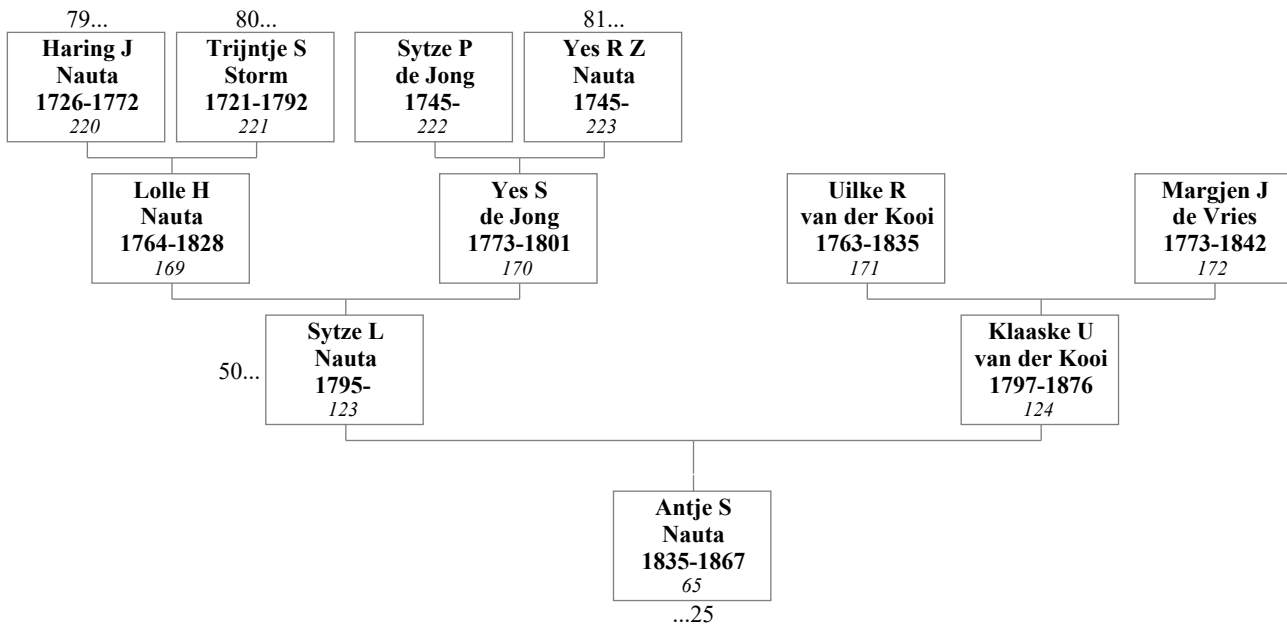 79...
80...
81...
Haring J
Nauta
1726-1772
220
Trijntje S
Storm
1721-1792
221
Sytze P
de Jong
1745-
222
Yes R Z
Nauta
1745-
223
Lolle H
Nauta
1764-1828
169
Yes S
de Jong
1773-1801
170
Uilke R
van der Kooi
1763-1835
171
Margjen J
de Vries
1773-1842
172
50...
Sytze L
Nauta
1795-
123
Klaaske U
van der Kooi
1797-1876
124
Antje S
Nauta
1835-1867
65
...25